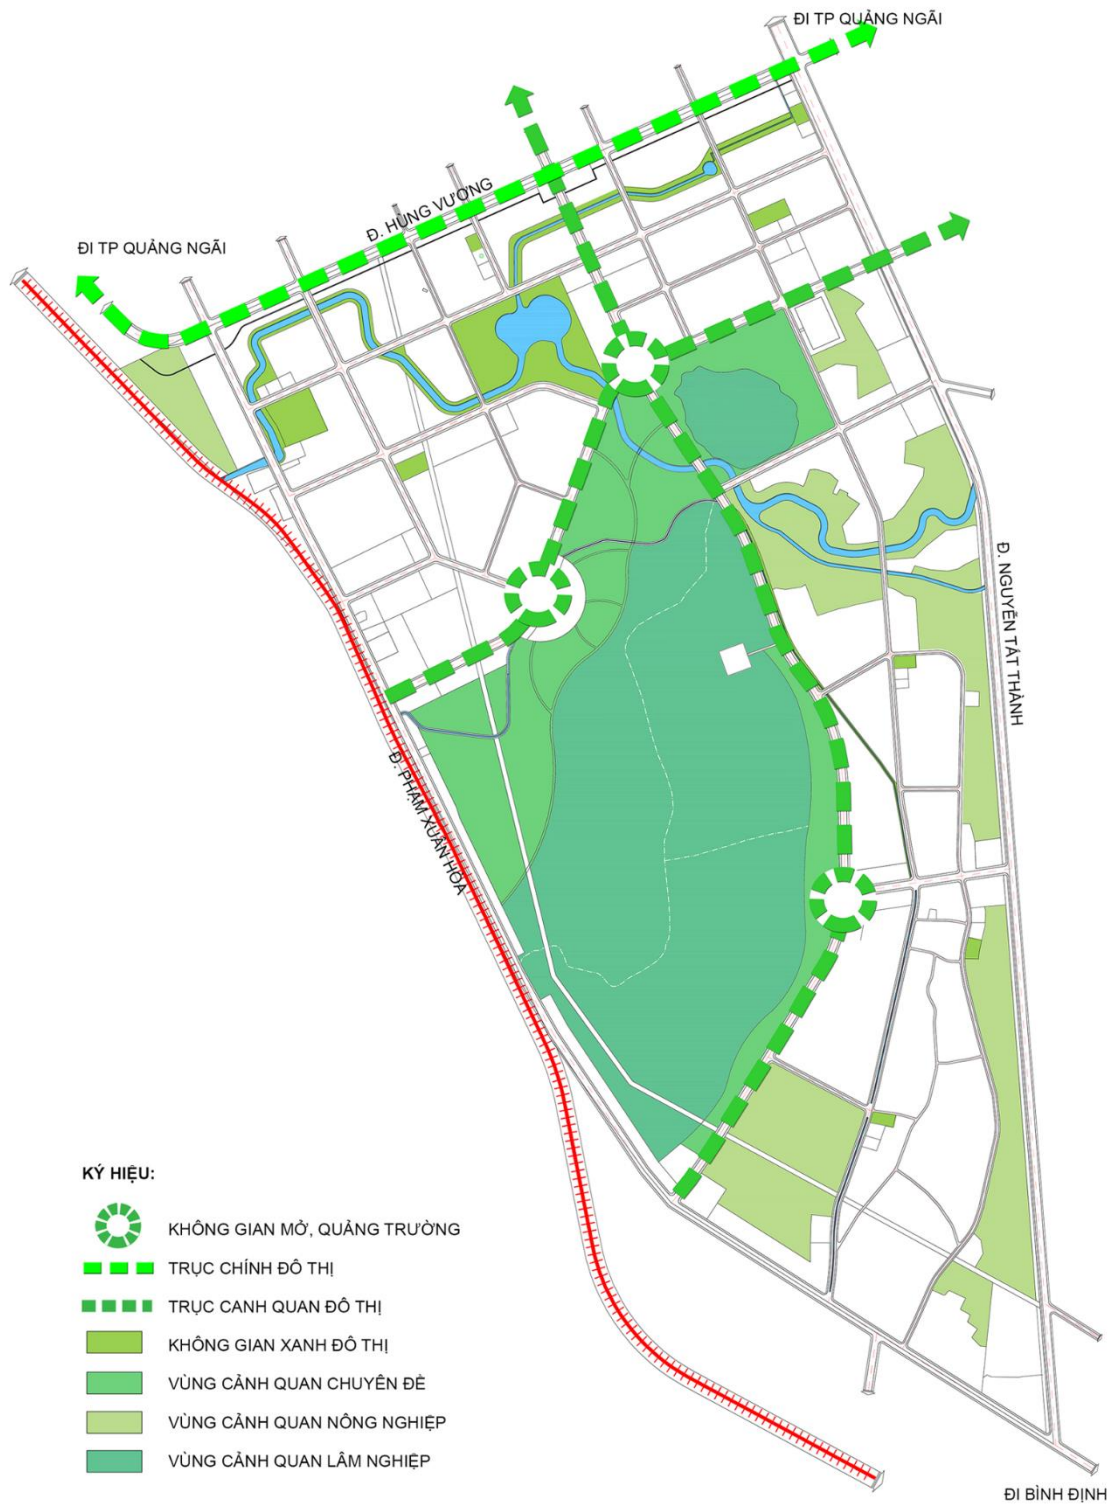 ĐI TP QUẢNG NGÃI
Đ. HÙNG VƯƠNG
ĐI TP QUẢNG NGÃI
Đ. NGUYỄN TẤT THÀNH
Đ. PHẠM XUÂN HÒA
KÝ HIỆU:
KHÔNG GIAN MỞ, QUẢNG TRƯỜNG
TRỤC CHÍNH ĐÔ THỊ
TRỤC CANH QUAN ĐÔ THỊ
KHÔNG GIAN XANH ĐÔ THỊ
VÙNG CẢNH QUAN CHUYÊN ĐỀ
VÙNG CẢNH QUAN NÔNG NGHIỆP
VÙNG CẢNH QUAN LÂM NGHIỆP
ĐI BÌNH ĐỊNH